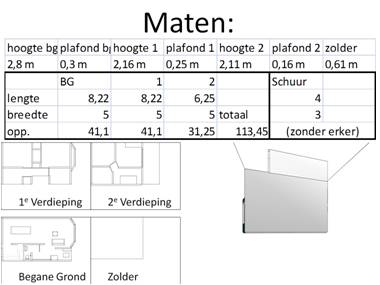 Maten:
hoogte bg plafond bg hoogte 1 plafond 1 hoogte 2 plafond 2 zolder
2,8 m 0,3 m 2,16 m 0,25 m 2,11 m 0,16 m 0,61 m
BG 1 2 Schuur
lengte 8,22 8,22 6,25 4
breedte 5 5 5 totaal 3
opp. 41,1 41,1 31,25 113,45 (zonder erker)
1e Verdieping 2e Verdieping
Begane Grond Zolder